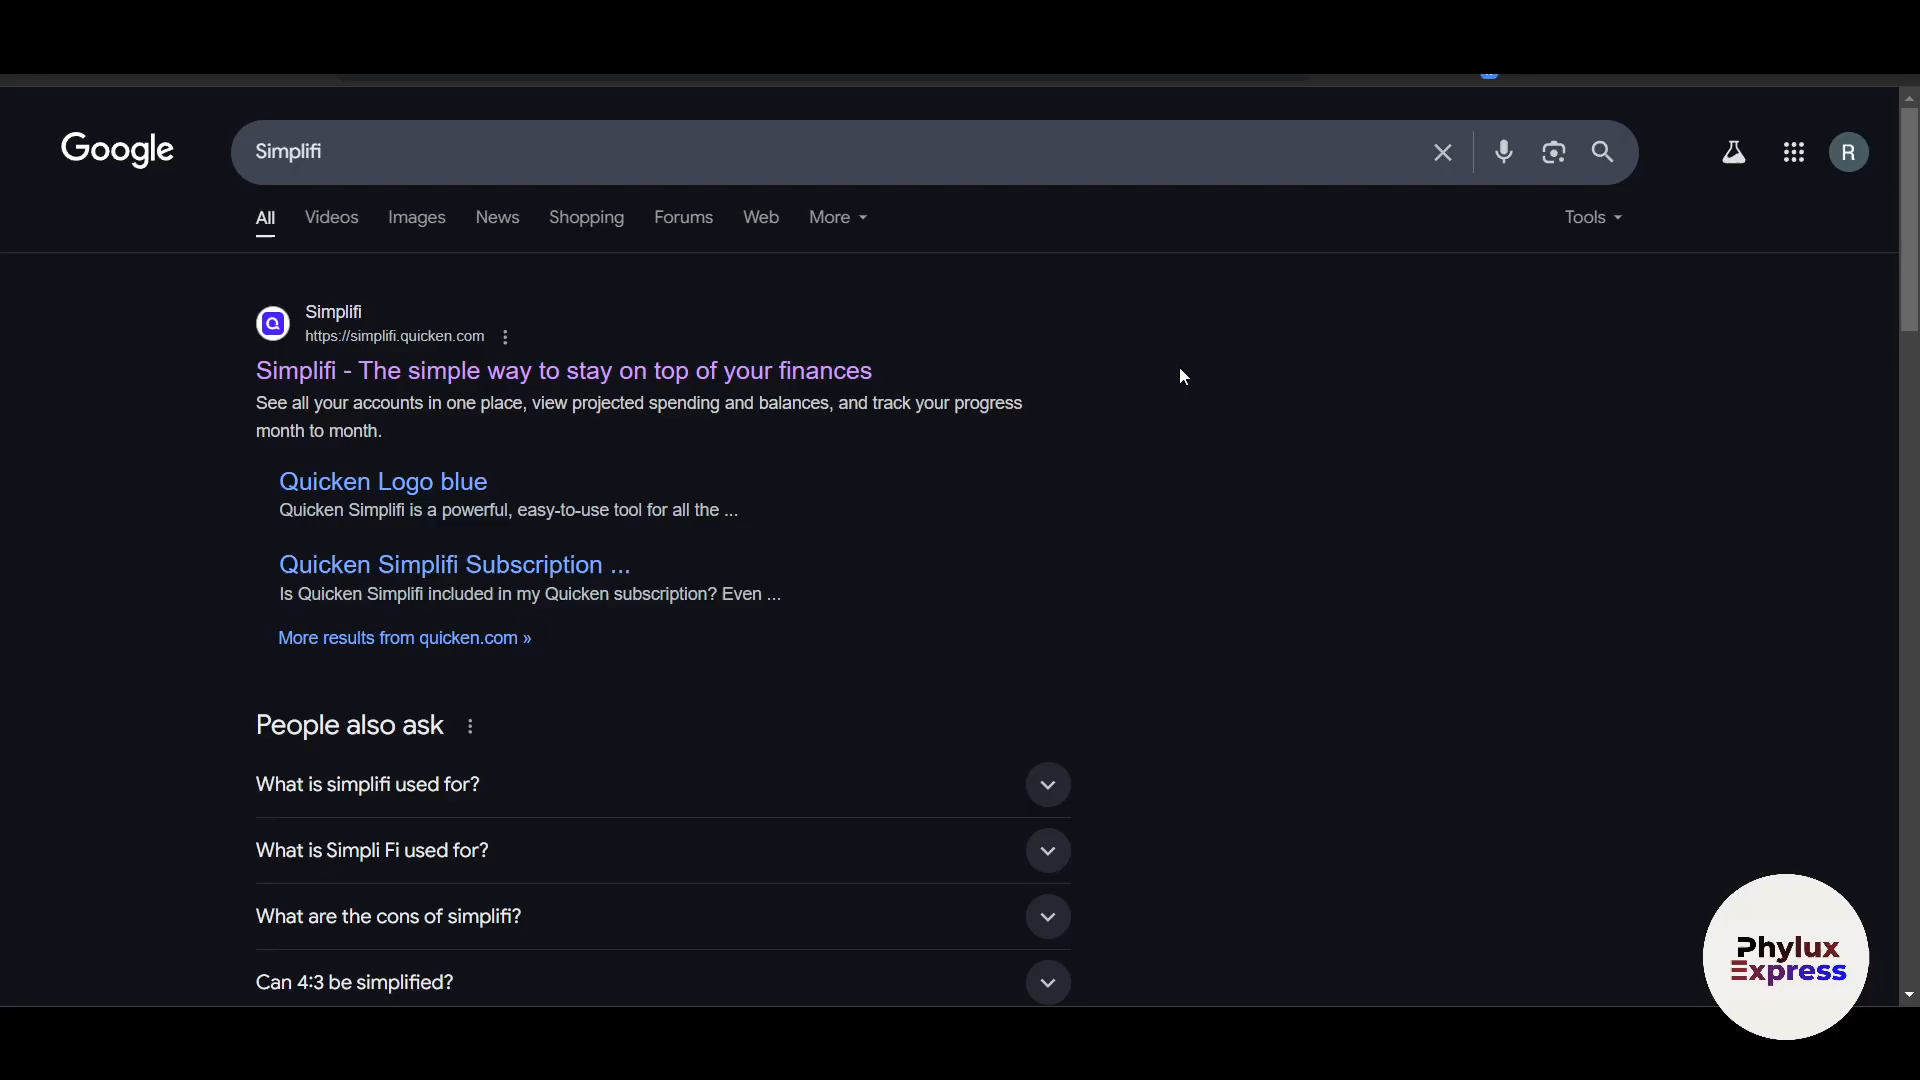 Google
Simplifi
R
All Videos Images News Shopping Forums Web More Tools
Simplifi
https://simplifi.quicken.com
Simplifi - The simple way to stay on top of your finances
See all your accounts in one place, view projected spending and balances, and track your progress
month to month.
Quicken Logo blue
Quicken Simplifi is a powerful, easy-to-use tool for all the ...
Quicken Simplifi Subscription ...
Is Quicken Simplifi included in my Quicken subscription? Even ...
More results from quicken.com »
People also ask
What is simplifi used for?
What is Simpli Fi used for?
What are the cons of simplifi?
Can 4:3 be simplified?
Phylux
Express